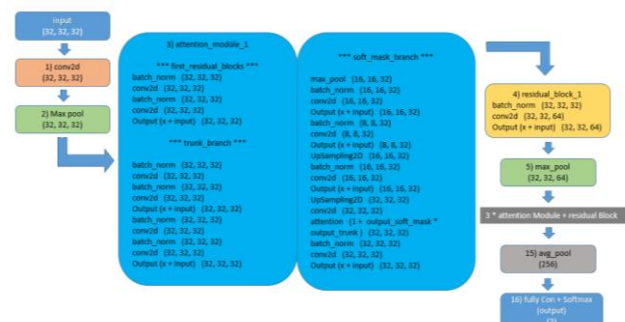 input
(32, 32, 32)
1) conv2d
(32, 32, 32)
2) Max pool
(32, 32, 32)
3) attention_module_1
*** first_residual_blocks ***
batch_norm (32, 32, 32)
conv2d (32, 32, 32)
batch_norm (32, 32, 32)
conv2d (32, 32, 32)
Output (x + input) (32, 32, 32)
*** trunk_branch ***
batch_norm (32, 32, 32)
conv2d (32, 32, 32)
batch_norm (32, 32, 32)
conv2d (32, 32, 32)
Output (x + input) (32, 32, 32)
batch_norm (32, 32, 32)
conv2d (32, 32, 32)
batch_norm (32, 32, 32)
conv2d (32, 32, 32)
Output (x + input) (32, 32, 32)
*** soft_mask_branch ***
max_pool (16, 16, 32)
batch_norm (16, 16, 32)
conv2d (16, 16, 32)
Output (x + input) (16, 16, 32)
batch_norm (8, 8, 32)
conv2d (8, 8, 32)
Output (x + input) (8, 8, 32)
UpSampling2D (16, 16, 32)
batch_norm (16, 16, 32)
conv2d (16, 16, 32)
Output (x + input) (16, 16, 32)
UpSampling2D (32, 32, 32)
conv2d (32, 32, 32)
attention (1 + output_soft_mask *
output_trunk ) (32, 32, 32)
batch_norm (32, 32, 32)
conv2d (32, 32, 32)
Output (x + input) (32, 32, 32)
4) residual_block_1
batch_norm (32, 32, 32)
conv2d (32, 32, 64)
Output (x + input) (32, 32, 64)
5) max_pool
(32, 32, 64)
3 * attention Module + residual Block
15) avg_pool
(256)
16) fully Con + Softmax
(output)